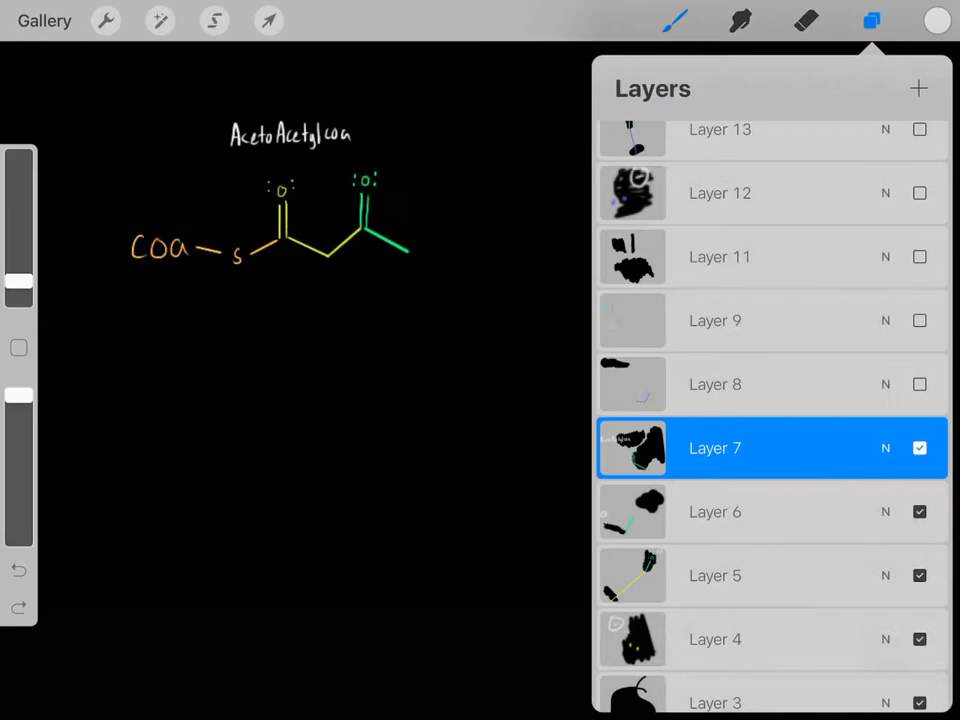 Gallery
Layers
Layer 13 N
Layer 12 N
Layer 11 N
Layer 9 N
Layer 8 N
Layer 7 N
Layer 6 N
Layer 5 N
Layer 4 N
Layer 3 N
AcetoAcetylcoa
:O: :O:
COA S